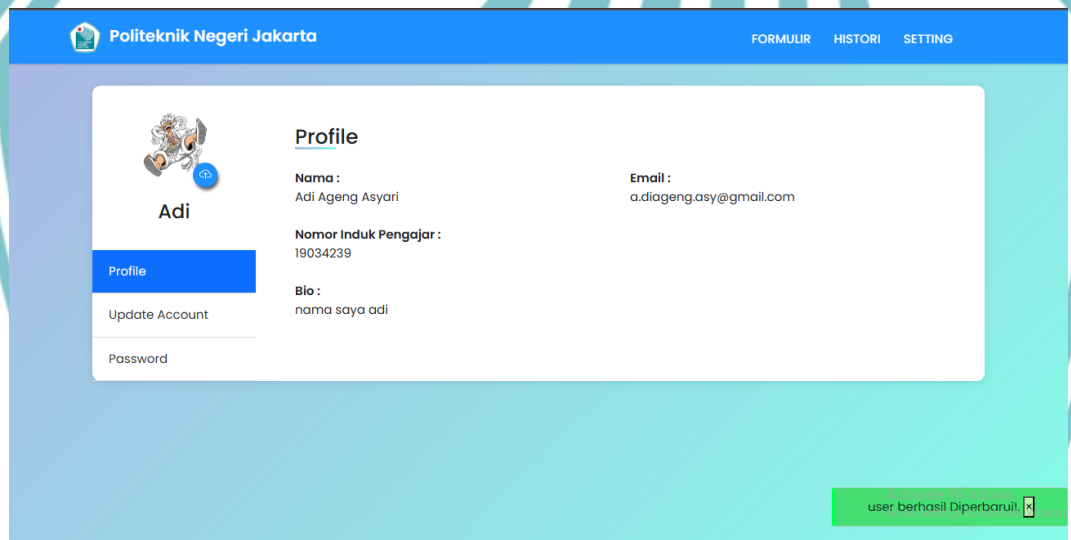 Politeknik Negeri Jakarta
FORMULIR HISTORI SETTING
Adi
Profile
Update Account
Password
Profile
Nama :
Adi Ageng Asyari
Email :
a.diageng.asy@gmail.com
Nomor Induk Pengajar :
19034239
Bio :
nama saya adi
user berhasil Diperbarui!. ×